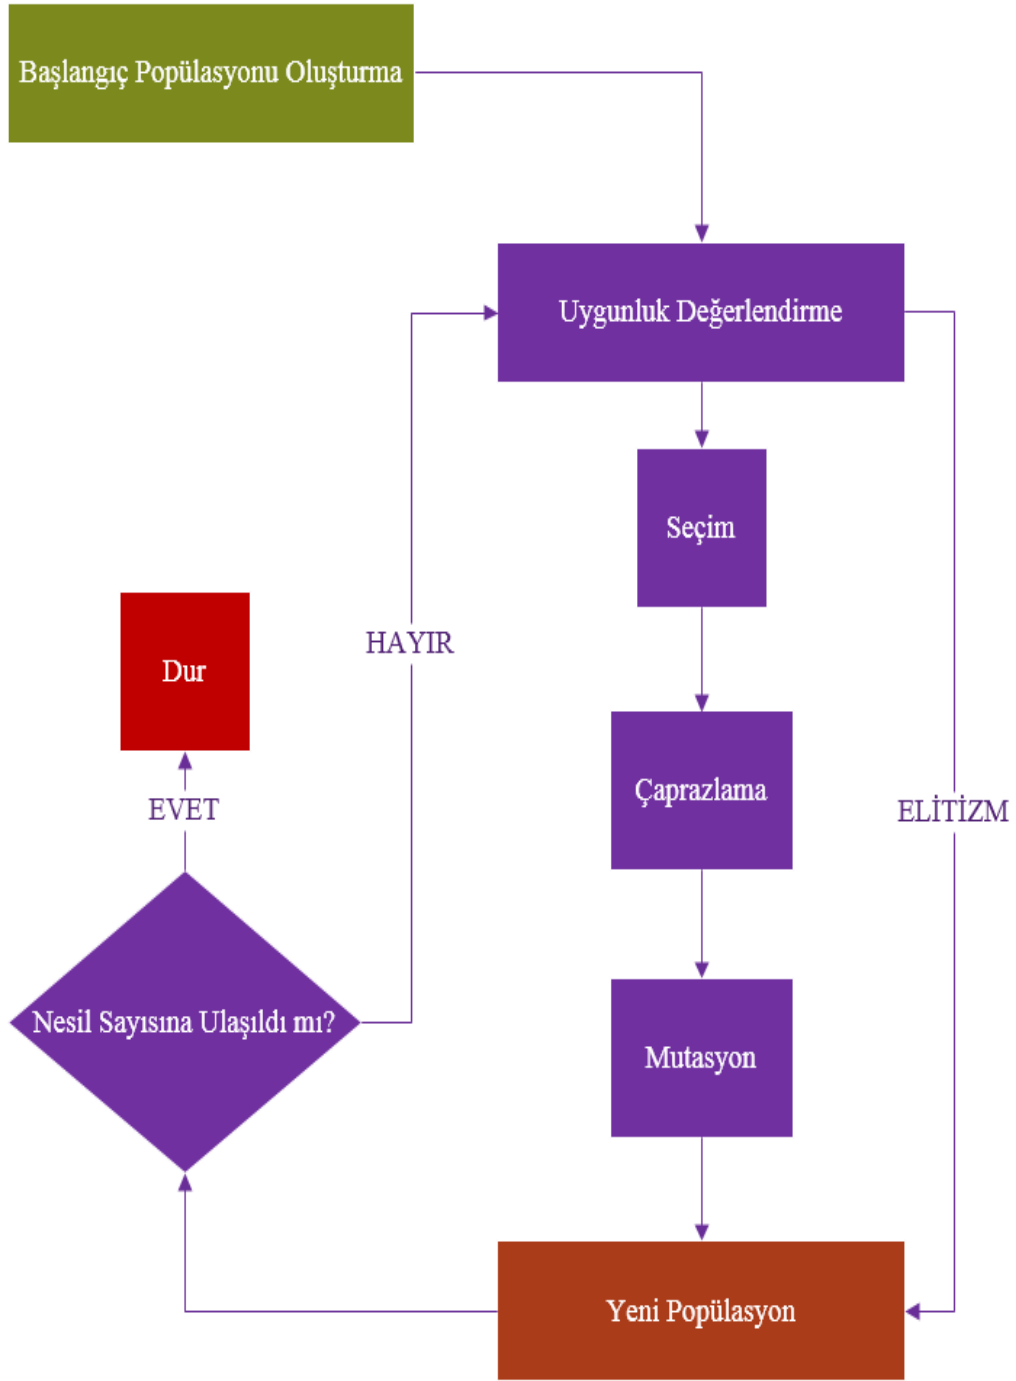 Başlangıç Popülasyonu Oluşturma
Uygunluk Değerlendirme
Seçim
HAYIR
Dur
Çaprazlama
EVET
ELİTİZM
Nesil Sayısına Ulaşıldı mı?
Mutasyon
Yeni Popülasyon